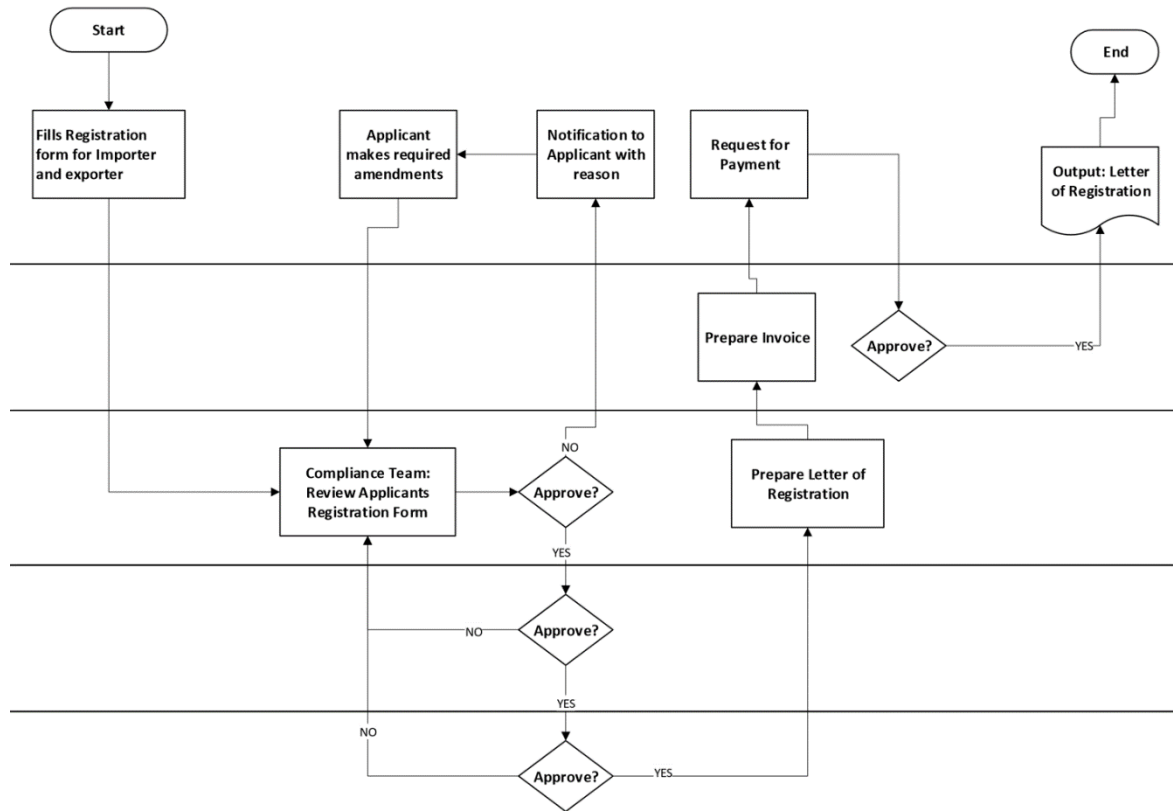 Start
End
Fills Registration
form for Importer
and exporter
Applicant
makes required
amendments
Notification to
Applicant with
reason
Request for
Payment
Output: Letter
of Registration
Prepare Invoice
Approve?
YES
NO
Compliance Team:
Review Applicants
Registration Form
Approve?
Prepare Letter of
Registration
YES
Approve?
NO
YES
NO
Approve?
YES